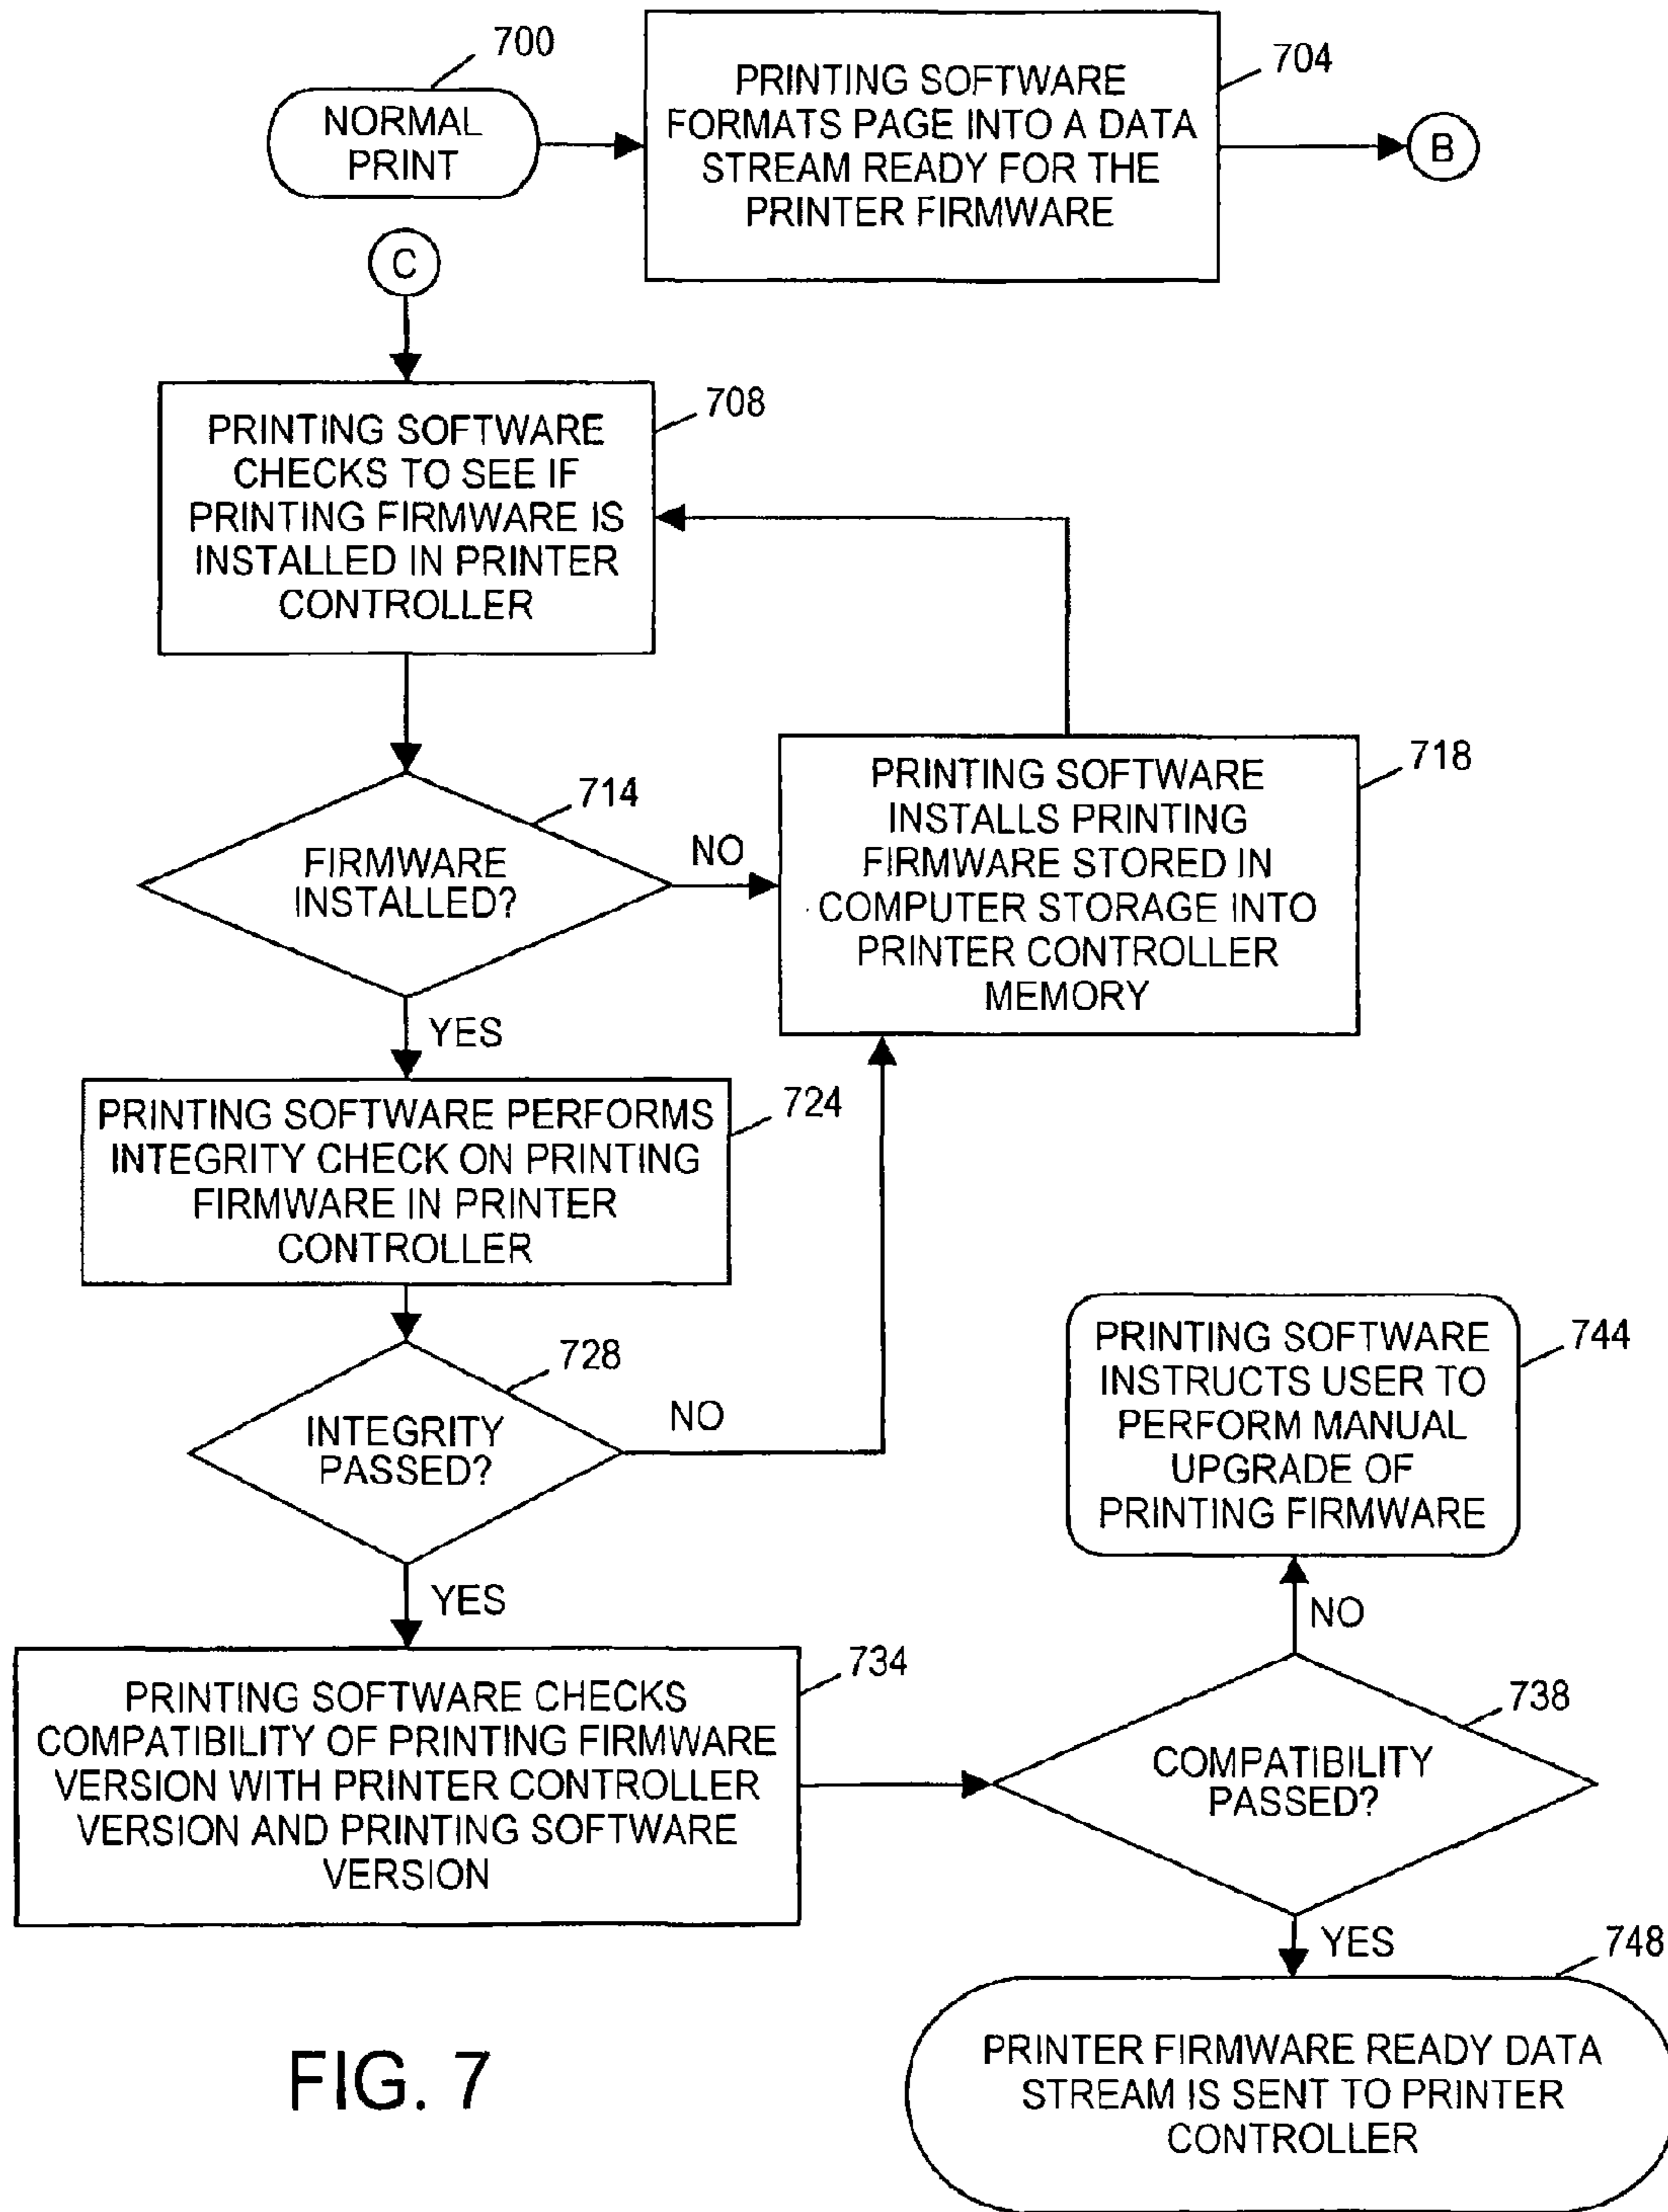 700
NORMAL
PRINT
PRINTING SOFTWARE
FORMATS PAGE INTO A DATA
STREAM READY FOR THE
PRINTER FIRMWARE
704
B
C
PRINTING SOFTWARE
CHECKS TO SEE IF
PRINTING FIRMWARE IS
INSTALLED IN PRINTER
CONTROLLER
708
FIRMWARE
INSTALLED?
714
NO
PRINTING SOFTWARE
INSTALLS PRINTING
FIRMWARE STORED IN
COMPUTER STORAGE INTO
PRINTER CONTROLLER
MEMORY
718
YES
PRINTING SOFTWARE PERFORMS
INTEGRITY CHECK ON PRINTING
FIRMWARE IN PRINTER
CONTROLLER
724
INTEGRITY
PASSED?
728
NO
YES
PRINTING SOFTWARE CHECKS
COMPATIBILITY OF PRINTING FIRMWARE
VERSION WITH PRINTER CONTROLLER
VERSION AND PRINTING SOFTWARE
VERSION
734
PRINTING SOFTWARE
INSTRUCTS USER TO
PERFORM MANUAL
UPGRADE OF
PRINTING FIRMWARE
744
NO
COMPATIBILITY
PASSED?
738
YES
PRINTER FIRMWARE READY DATA
STREAM IS SENT TO PRINTER
CONTROLLER
748
FIG. 7